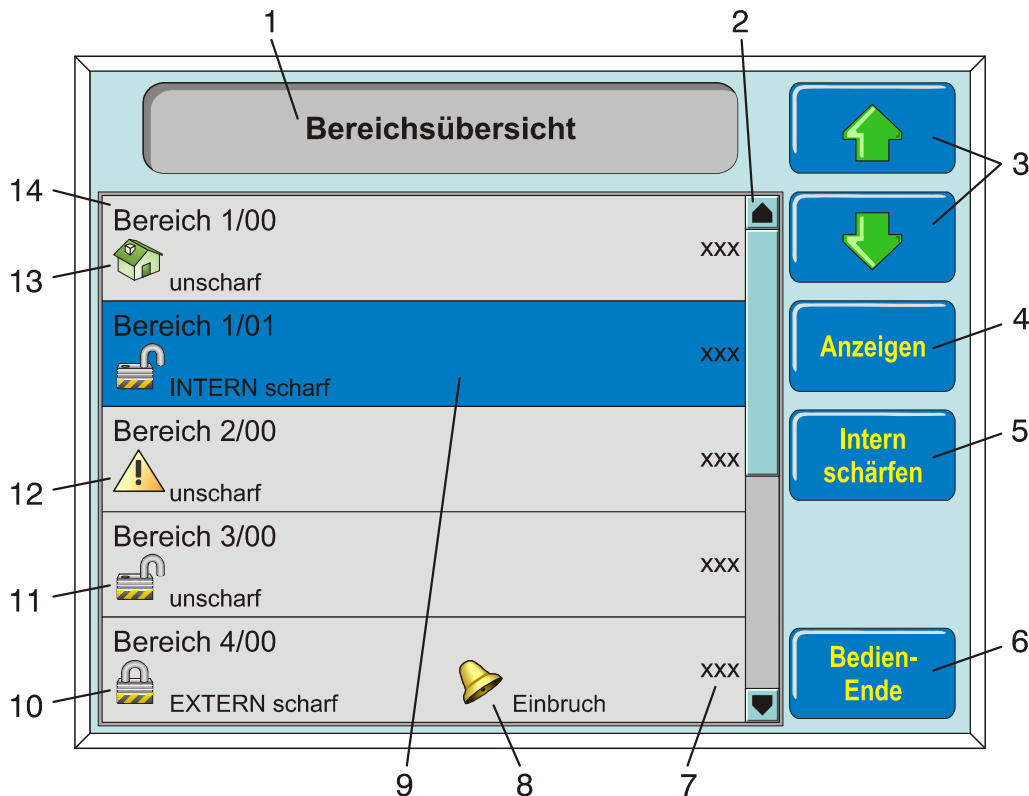 1
2
Bereichsübersicht
3
14
Bereich 1/00
xxx
13
unscharf
Bereich 1/01
xxx
INTERN scharf
Anzeigen
4
Bereich 2/00
xxx
12
unscharf
Intern
schärfen
5
Bereich 3/00
xxx
11
unscharf
Bereich 4/00
xxx
10
EXTERN scharf
Einbruch
Bedien-
Ende
6
9
8
7